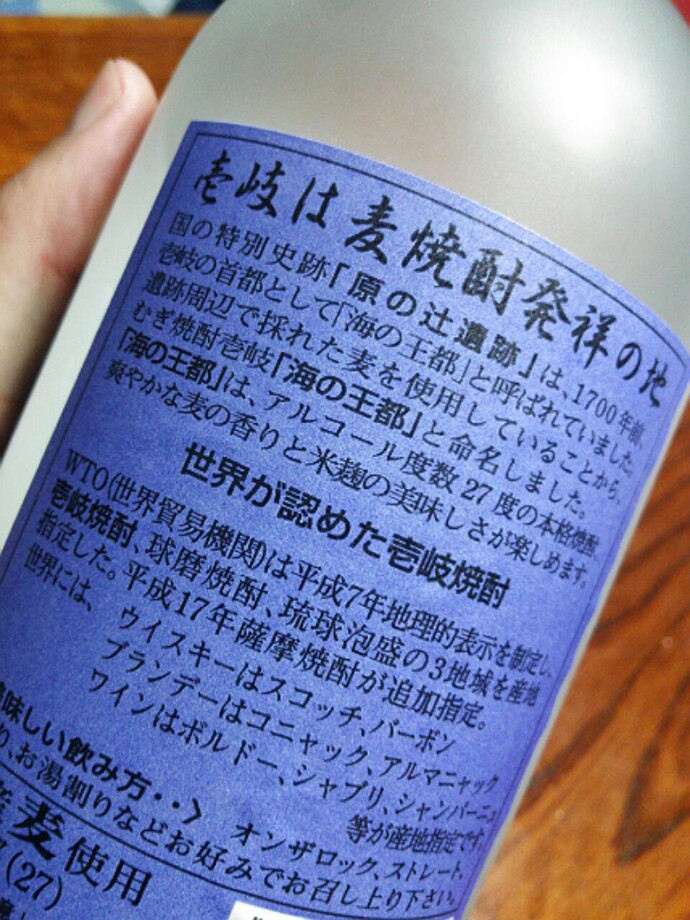 壱岐は麦焼酎発祥の地
国の特別史跡「原の辻遺跡」は、1700年前、
壱岐の首都として「海の王都」と呼ばれていました。
遺跡周辺で採れた麦を使用していることから、
むぎ焼酎壱岐「海の王都」と命名しました。
「海の王都」は、アルコール度数27度の本格焼酎、
爽やかな麦の香りと米麹の美味しさが楽しめます。
世界が認めた壱岐焼酎
WTO(世界貿易機関)は平成7年地理的表示を制定し、
壱岐焼酎、球磨焼酎、琉球泡盛の3地域を産地
指定した。平成17年薩摩焼酎が追加指定。
世界には、ウイスキーはスコッチ、バーボン
ブランデーはコニャック、アルマニャック
ワインはボルドー、シャブリ、シャンパーニュ
等が産地指定です。
味しい飲み方・・> オンザロック、ストレート、
り、お湯割りなどお好みでお召し上り下さい。
麦使用
(27)